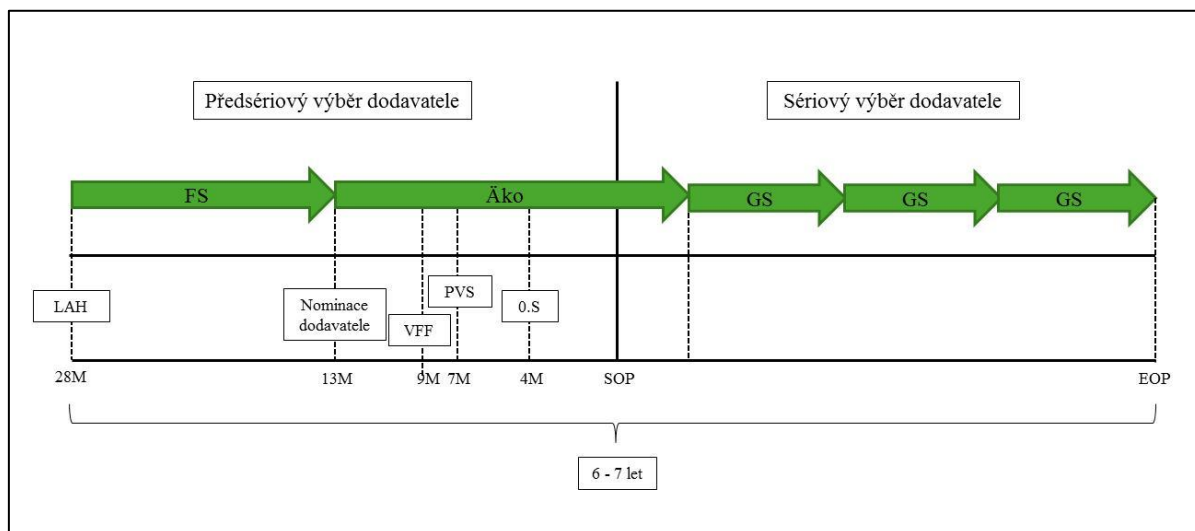 Předsériový výběr dodavatele
Sériový výběr dodavatele
FS
Äko
GS
GS
GS
LAH
Nominace
dodavatele
VFF
PVS
0.S
28M
13M
9M
7M
4M
SOP
EOP
6 - 7 let